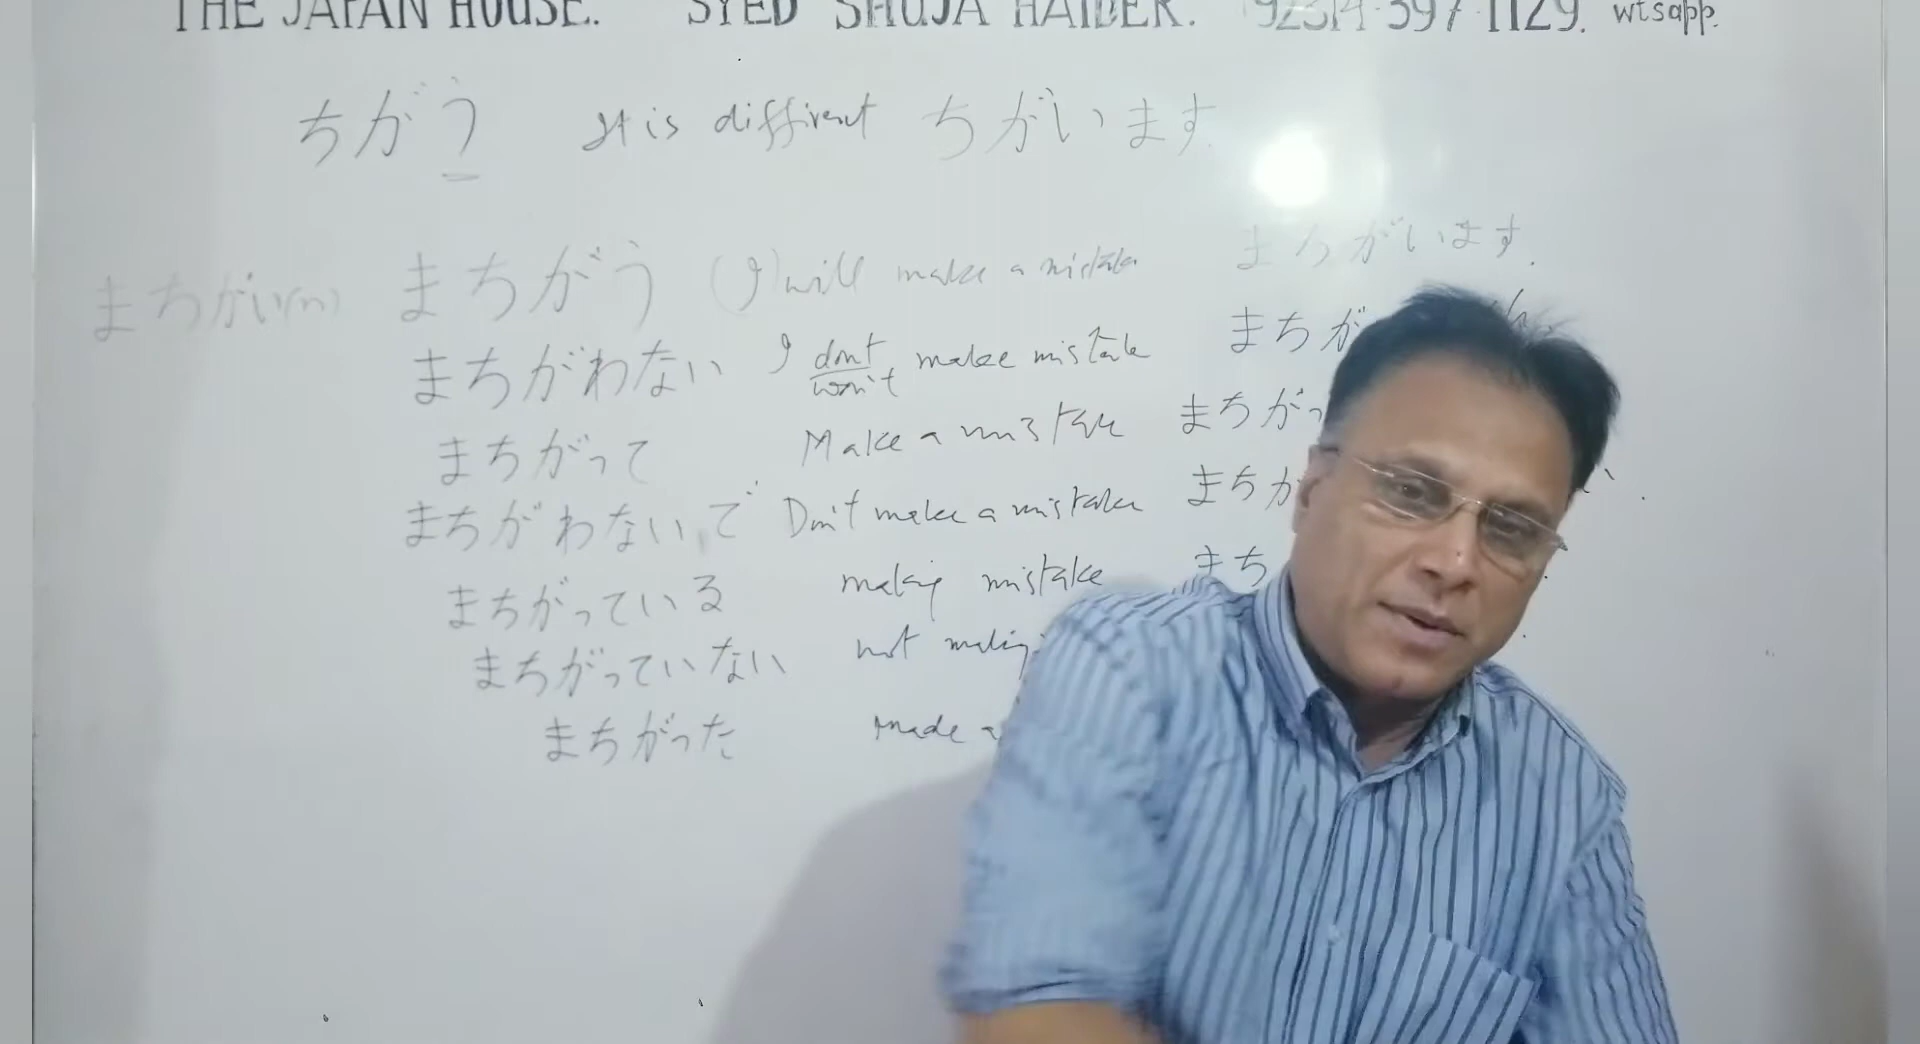 THE JAPAN HOUSE. SYED SHUJA HAIDER. 92314-397-1129. wtsapp.
ちがう It is diffirent ちがいます.
まちがい(n) まちがう (I) will make a mistake まちがいます.
まちがわない I don't/won't make mistake まちが
まちがって Make a mistake まちがっ
まちがわないで Don't make a mistake まちが
まちがっている making mistake まち
まちがっていない not making
まちがった made a